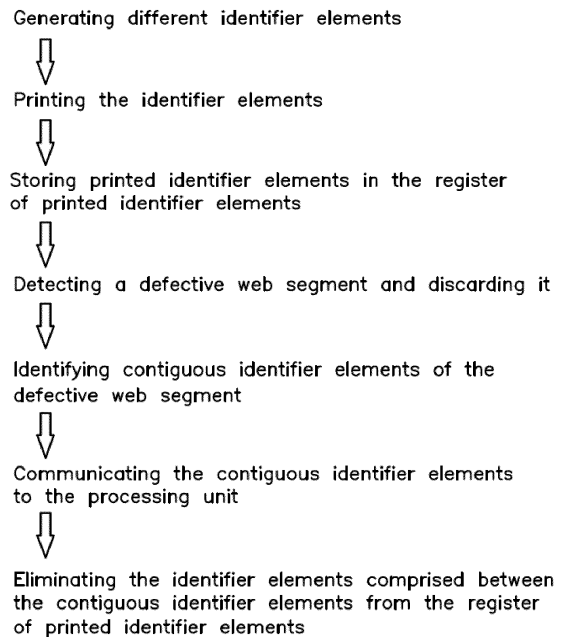 Generating different identifier elements
Printing the identifier elements
Storing printed identifier elements in the register
of printed identifier elements
Detecting a defective web segment and discarding it
Identifying contiguous identifier elements of the
defective web segment
Communicating the contiguous identifier elements
to the processing unit
Eliminating the identifier elements comprised between
the contiguous identifier elements from the register
of printed identifier elements